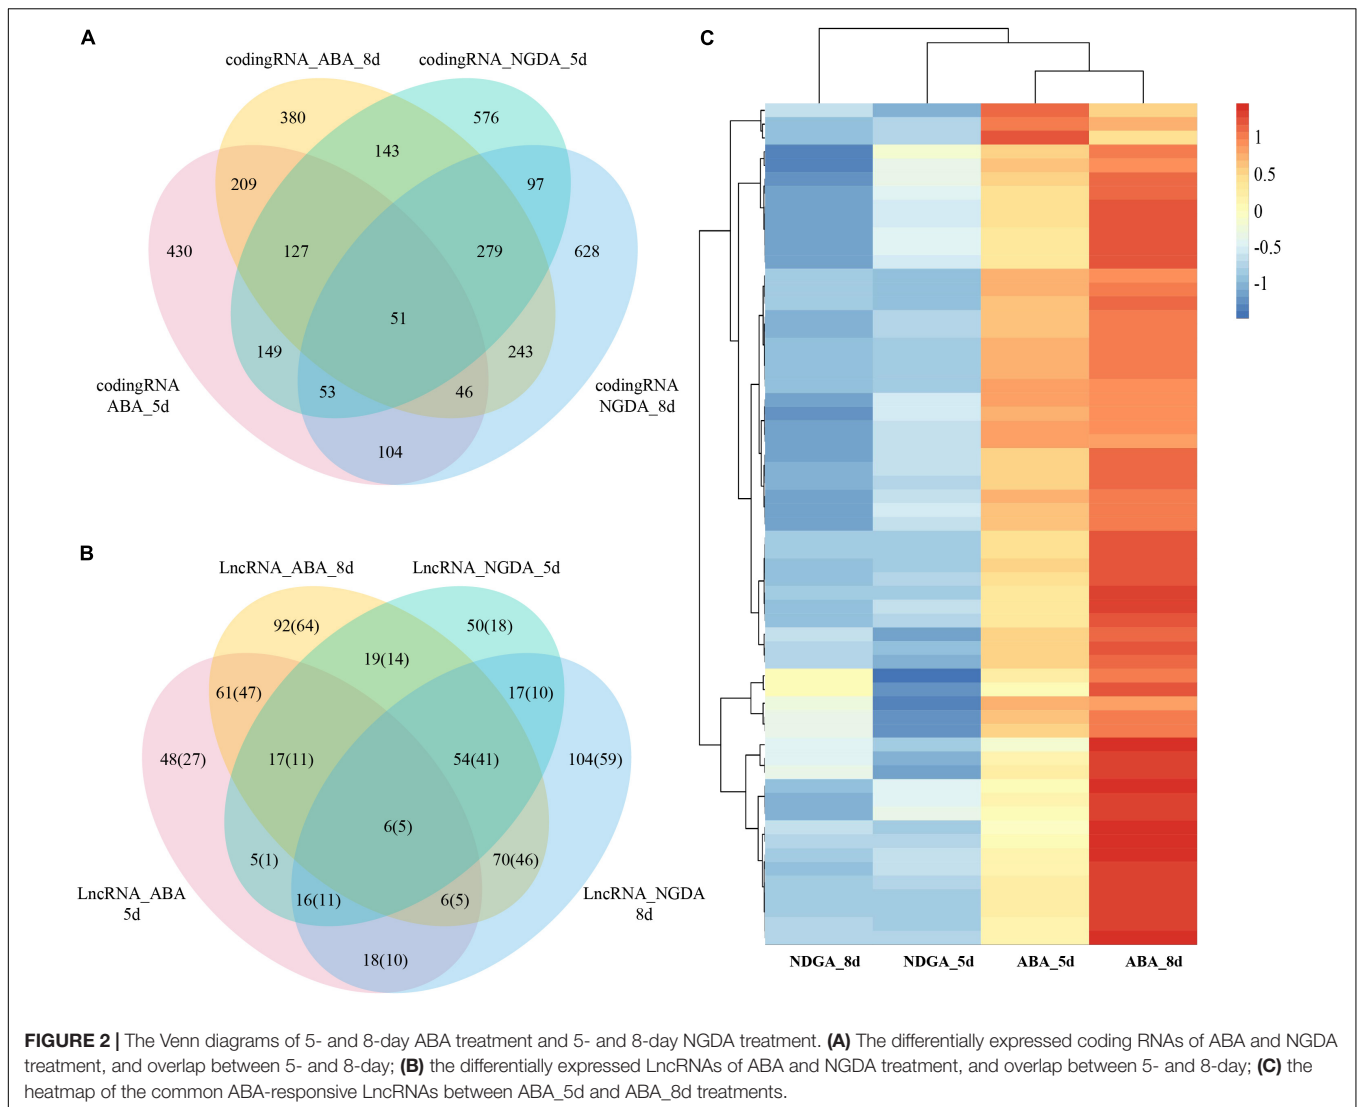 A
codingRNA_ABA_8d
codingRNA_NGDA_5d
380
576
143
209
97
430
127
279
628
51
149
243
53
46
104
codingRNA
ABA_5d
codingRNA
NGDA_8d
B
LncRNA_ABA_8d
LncRNA_NGDA_5d
92(64)
50(18)
19(14)
61(47)
17(10)
48(27)
17(11)
54(41)
104(59)
6(5)
5(1)
70(46)
16(11)
6(5)
18(10)
LncRNA_ABA
5d
LncRNA_NGDA
8d
C
1
0.5
0
-0.5
-1
NDGA_8d
NDGA_5d
ABA_5d
ABA_8d
FIGURE 2 | The Venn diagrams of 5- and 8-day ABA treatment and 5- and 8-day NGDA treatment. (A) The differentially expressed coding RNAs of ABA and NGDA
treatment, and overlap between 5- and 8-day; (B) the differentially expressed LncRNAs of ABA and NGDA treatment, and overlap between 5- and 8-day; (C) the
heatmap of the common ABA-responsive LncRNAs between ABA_5d and ABA_8d treatments.